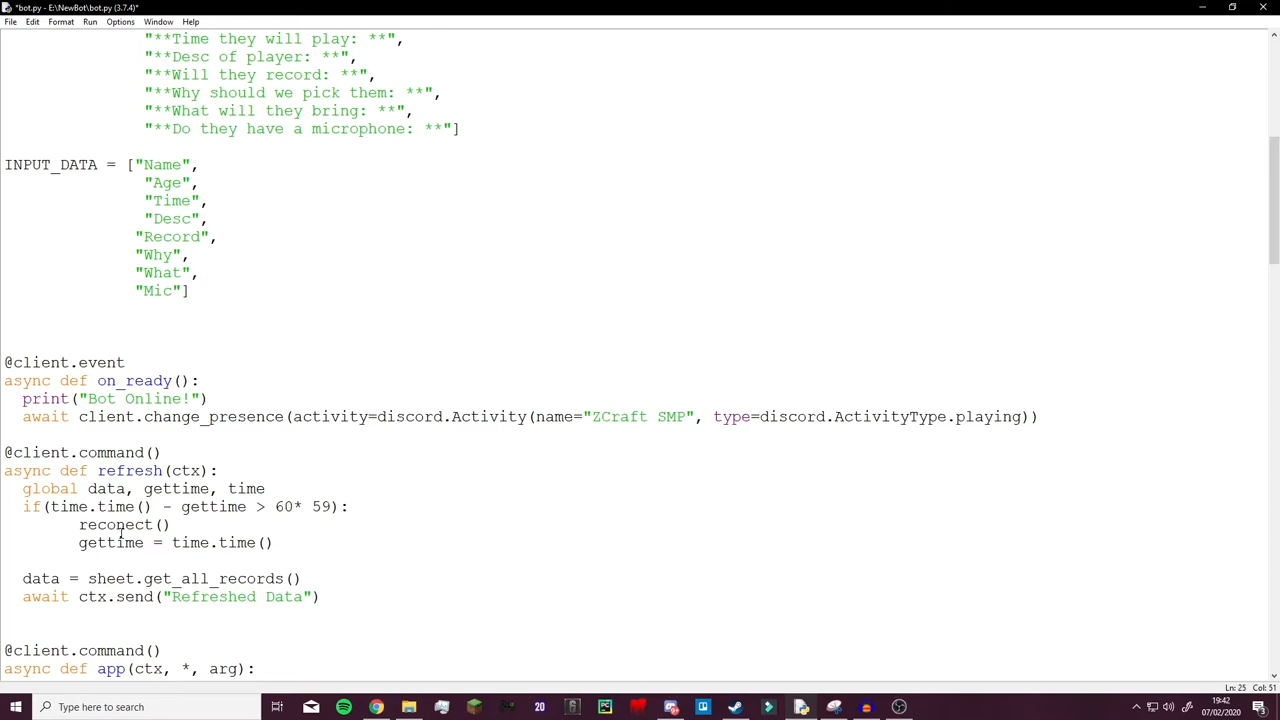 *bot.py - E:\NewBot\bot.py (3.7.4)*
File Edit Format Run Options Window Help
"**Time they will play: **",
"**Desc of player: **",
"**Will they record: **",
"**Why should we pick them: **",
"**What will they bring: **",
"**Do they have a microphone: **"]
INPUT_DATA = ["Name",
"Age",
"Time",
"Desc",
"Record",
"Why",
"What",
"Mic"]
@client.event
async def on_ready():
print("Bot Online!")
await client.change_presence(activity=discord.Activity(name="ZCraft SMP", type=discord.ActivityType.playing))
@client.command()
async def refresh(ctx):
global data, gettime, time
if(time.time() - gettime > 60* 59):
reconect()
gettime = time.time()
data = sheet.get_all_records()
await ctx.send("Refreshed Data")
@client.command()
async def app(ctx, *, arg):
Ln: 25 Col: 51
Type here to search
20
PC
19:42
07/02/2020